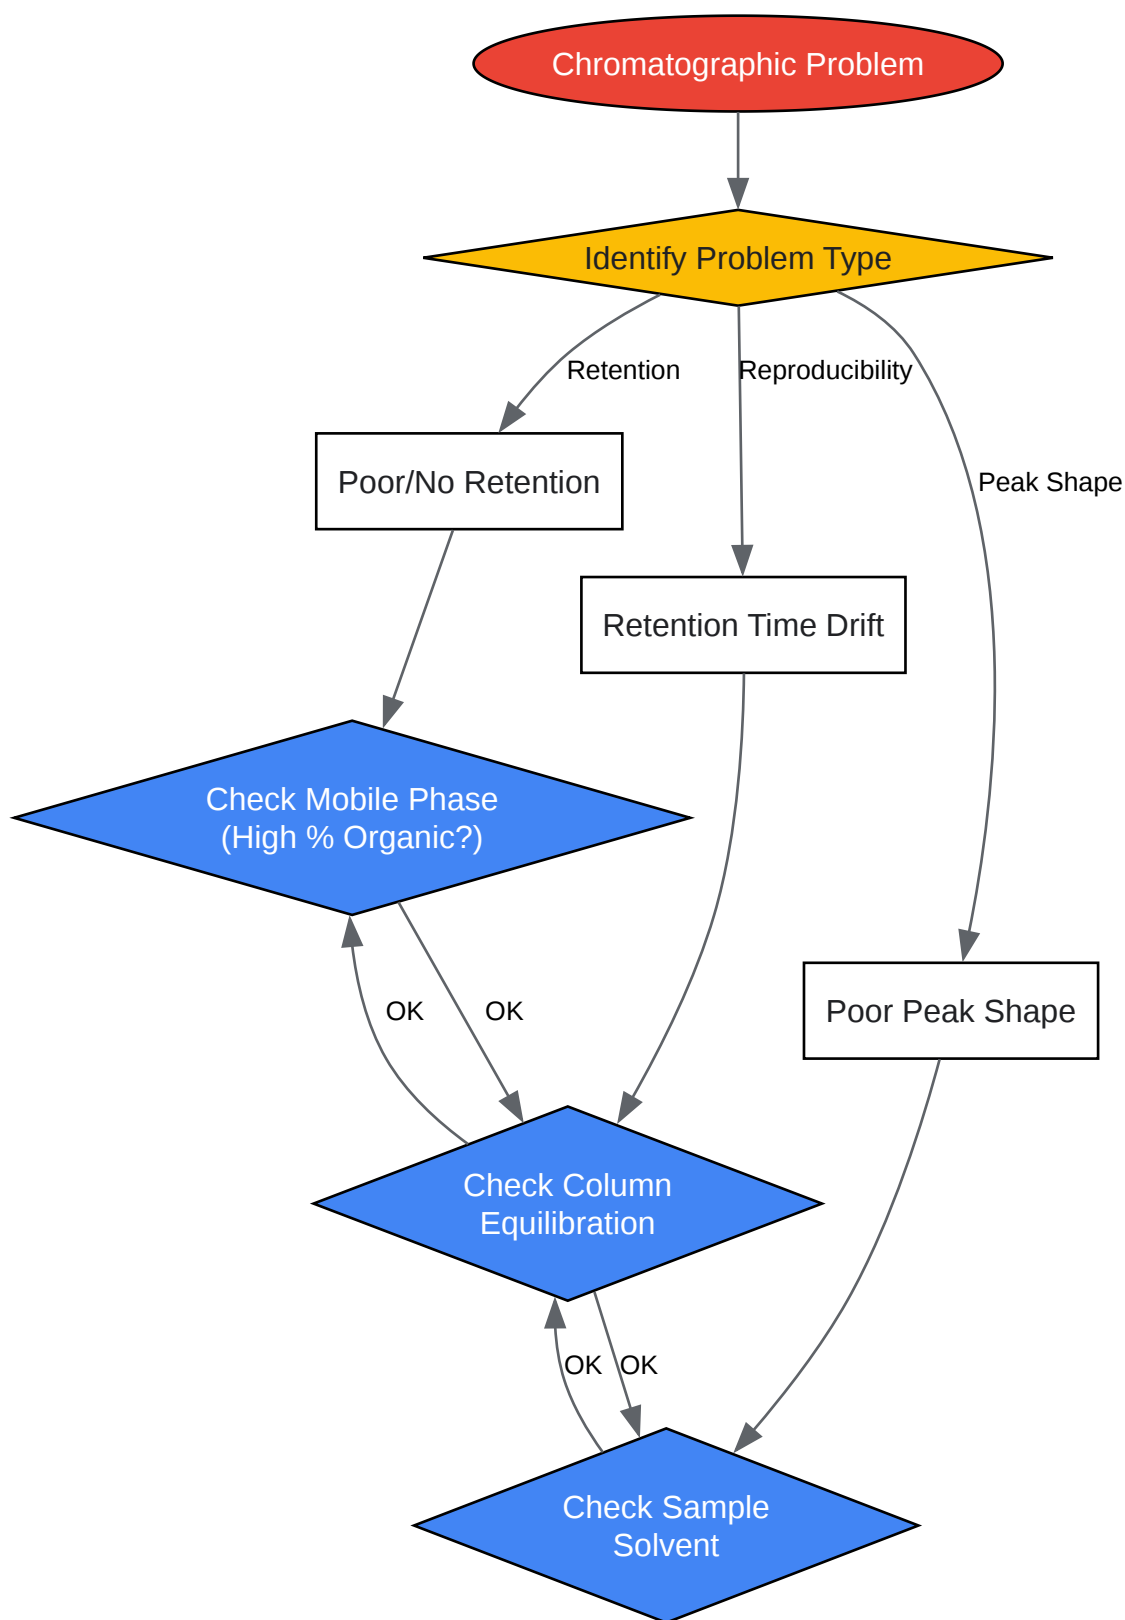 Chromatographic Problem
Identify Problem Type
Retention
Reproducibility
Poor/No Retention
Peak Shape
Retention Time Drift
Check Mobile Phase
(High % Organic?)
Poor Peak Shape
OK
OK
Check Column
Equilibration
OK
OK
Check Sample
Solvent